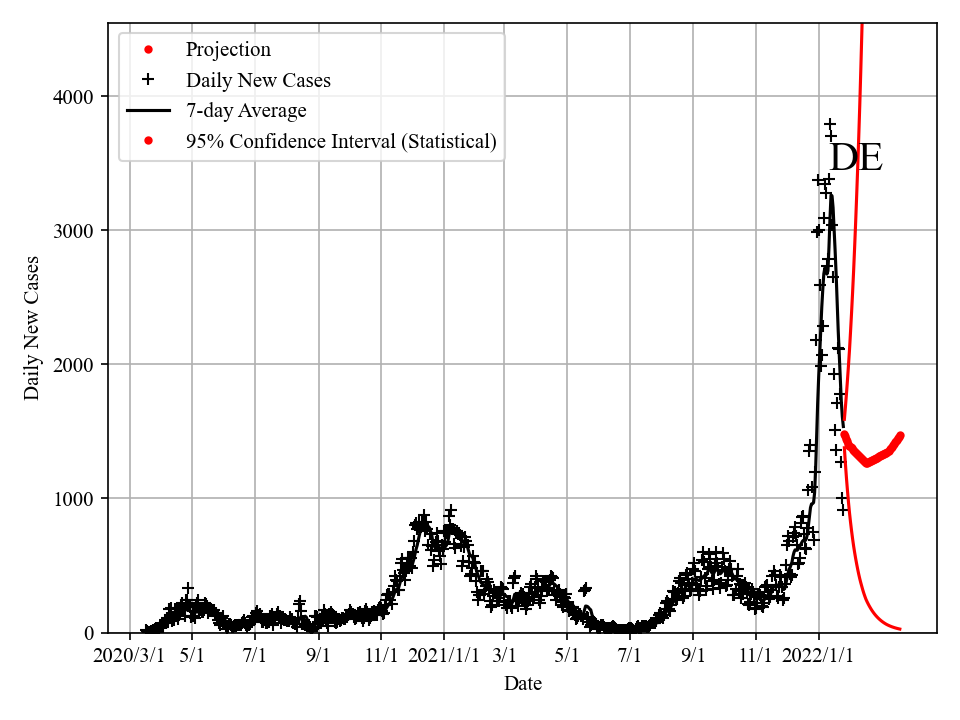 Projection
Daily New Cases
7-day Average
95% Confidence Interval (Statistical)
DE
4000
3000
2000
1000
0
Daily New Cases
2020/3/1 5/1 7/1 9/1 11/1 2021/1/1 3/1 5/1 7/1 9/1 11/1 2022/1/1
Date